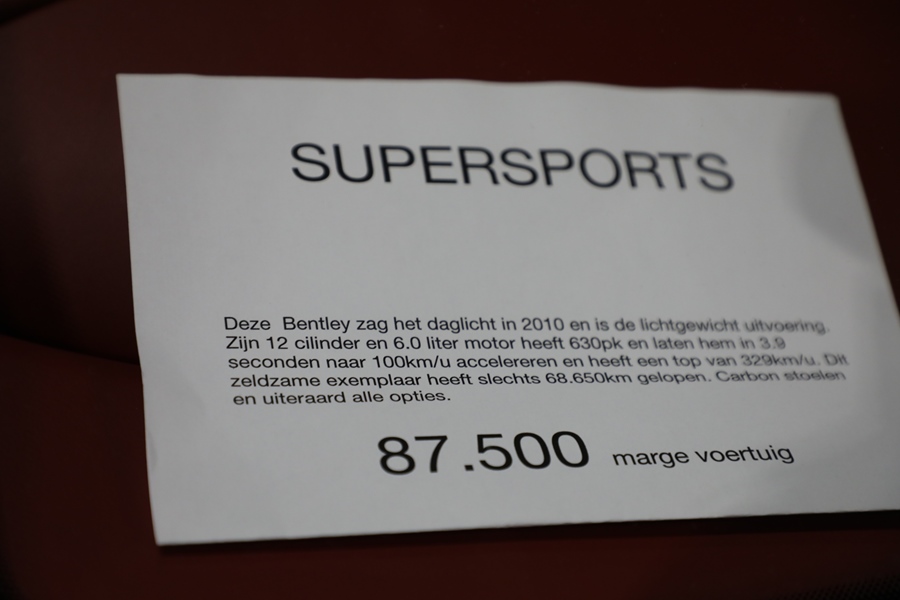 SUPERSPORTS
Deze Bentley zag het daglicht in 2010 en is de lichtgewicht uitvoering.
Zijn 12 cilinder en 6.0 liter motor heeft 630pk en laten hem in 3.9
seconden naar 100km/u accelereren en heeft een top van 329km/u. Dit
zeldzame exemplaar heeft slechts 68.650km gelopen. Carbon stoelen
en uiteraard alle opties.
87.500 marge voertuig